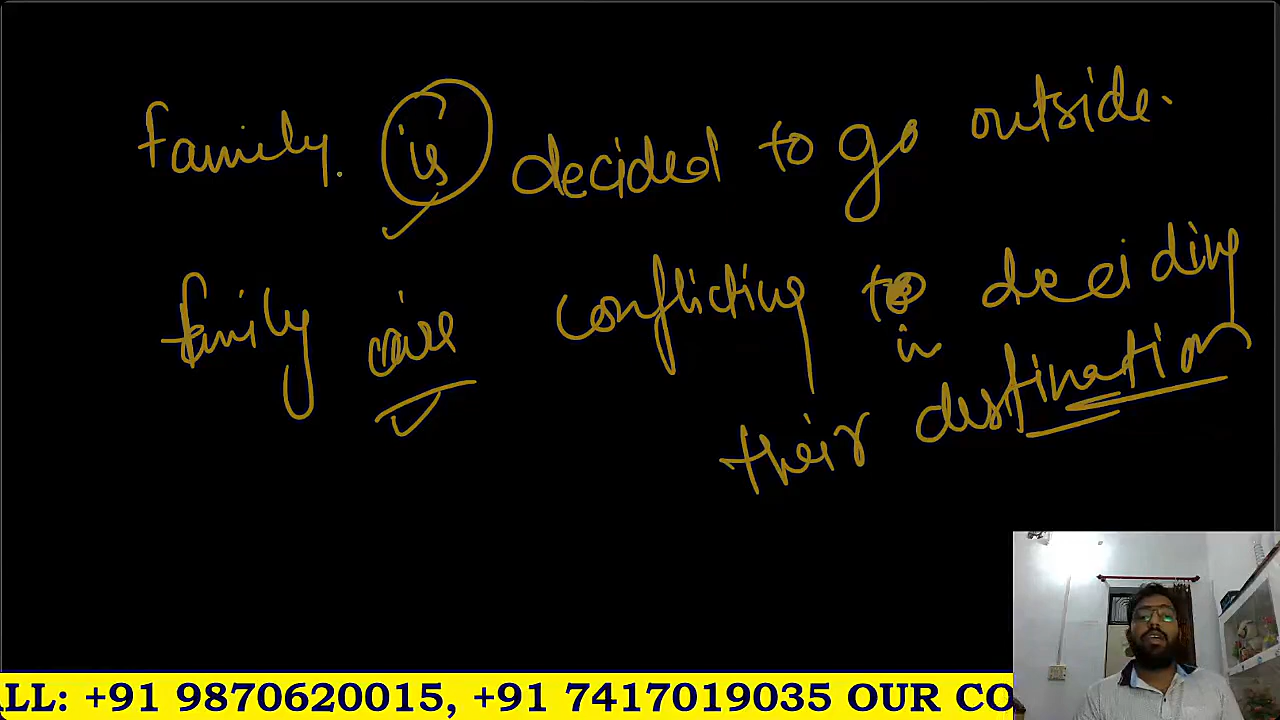 family. is decided to go outside.
family are conflicting to deciding
in
their destination
ALL: +91 9870620015, +91 7417019035 OUR CO